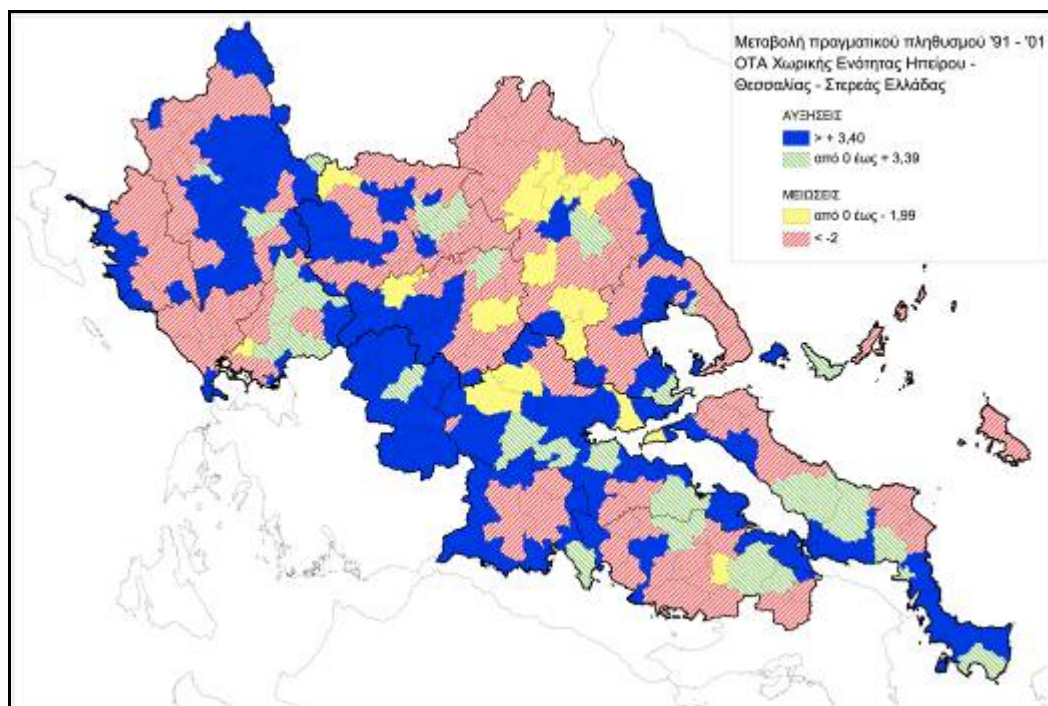 Μεταβολή πραγματικού πληθυσμού '91 - '01
ΟΤΑ Χωρικής Ενότητας Ηπείρου -
Θεσσαλίας - Στερεάς Ελλάδας
ΑΥΞΗΣΕΙΣ
> + 3,40
από 0 έως + 3,39
ΜΕΙΩΣΕΙΣ
από 0 έως - 1,99
< -2